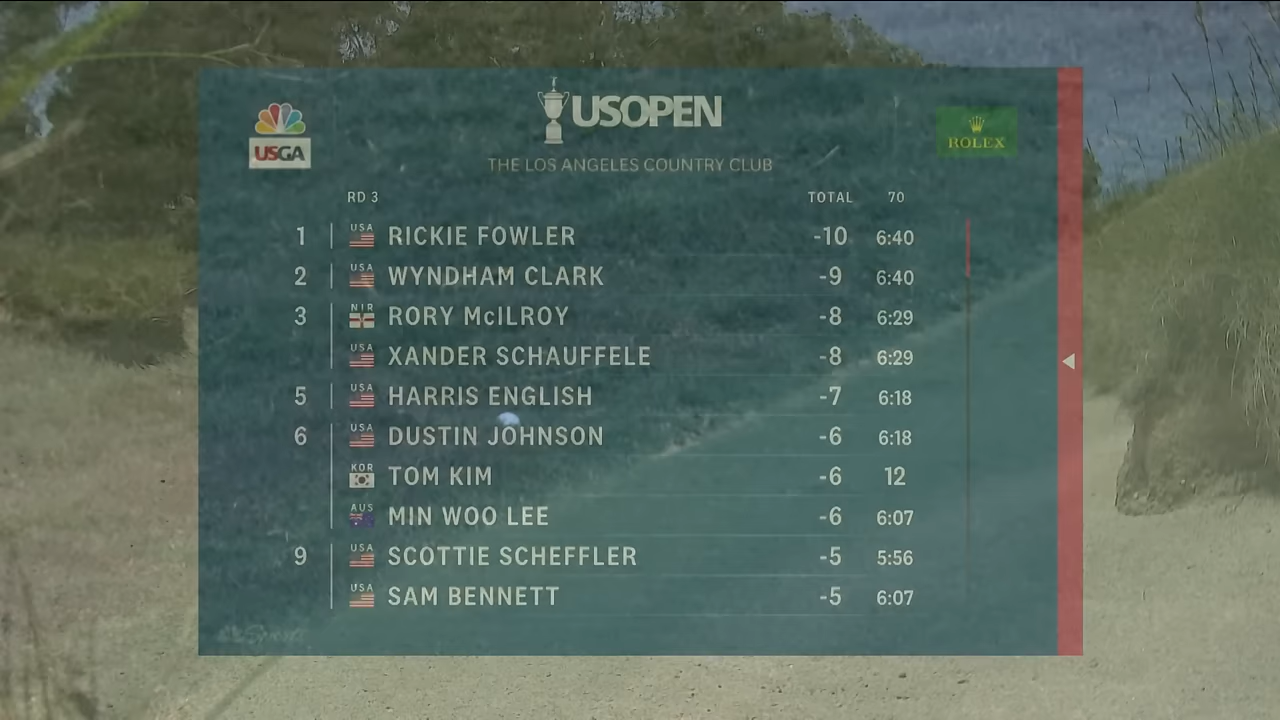 USGA
US OPEN
ROLEX
THE LOS ANGELES COUNTRY CLUB
RD 3 TOTAL 70
1 USA RICKIE FOWLER -10 6:40
2 USA WYNDHAM CLARK -9 6:40
3 NIR RORY McILROY -8 6:29
USA XANDER SCHAUFFELE -8 6:29
5 USA HARRIS ENGLISH -7 6:18
6 USA DUSTIN JOHNSON -6 6:18
KOR TOM KIM -6 12
AUS MIN WOO LEE -6 6:07
9 USA SCOTTIE SCHEFFLER -5 5:56
USA SAM BENNETT -5 6:07